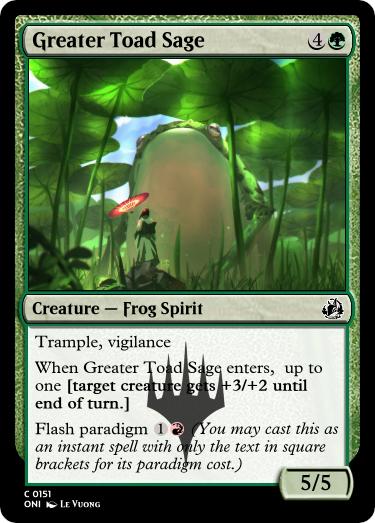 Greater Toad Sage 4
Creature — Frog Spirit
Trample, vigilance
When Greater Toad Sage enters,  up to
one [target creature gets +3/+2 until
end of turn.]
Flash paradigm 1 (You may cast this as
an instant spell with only the text in square
brackets for its paradigm cost.)
5/5
C 0151
ONI Le Vuong